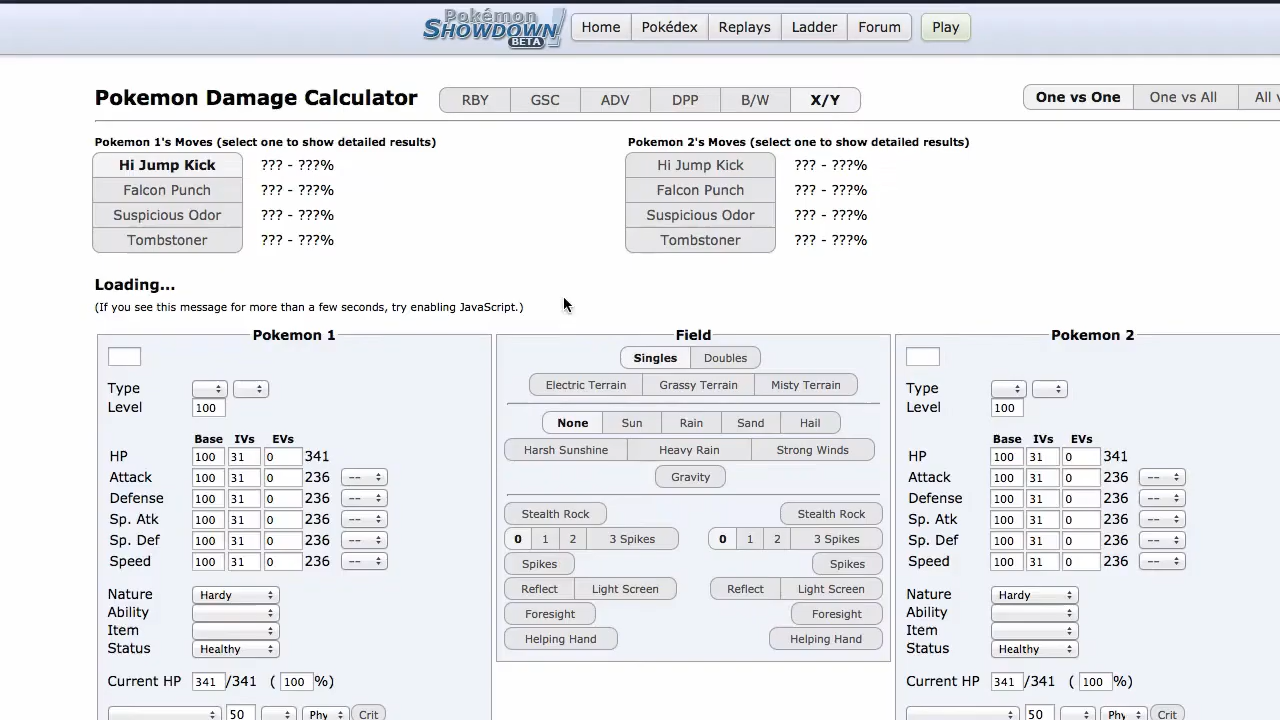 Pokémon SHOWDOWN! BETA Home Pokédex Replays Ladder Forum Play
Pokemon Damage Calculator RBY GSC ADV DPP B/W X/Y One vs One One vs All All v
Pokemon 1's Moves (select one to show detailed results) Pokemon 2's Moves (select one to show detailed results)
Hi Jump Kick ??? - ???% Hi Jump Kick ??? - ???%
Falcon Punch ??? - ???% Falcon Punch ??? - ???%
Suspicious Odor ??? - ???% Suspicious Odor ??? - ???%
Tombstoner ??? - ???% Tombstoner ??? - ???%
Loading...
(If you see this message for more than a few seconds, try enabling JavaScript.)
Pokemon 1
Type
Level 100
Base IVs EVs
HP 100 31 0 341
Attack 100 31 0 236 --
Defense 100 31 0 236 --
Sp. Atk 100 31 0 236 --
Sp. Def 100 31 0 236 --
Speed 100 31 0 236 --
Nature Hardy
Ability
Item
Status Healthy
Current HP 341 /341 ( 100 %)
50 Phy Crit
Field
Singles Doubles
Electric Terrain Grassy Terrain Misty Terrain
None Sun Rain Sand Hail
Harsh Sunshine Heavy Rain Strong Winds
Gravity
Stealth Rock Stealth Rock
0 1 2 3 Spikes 0 1 2 3 Spikes
Spikes Spikes
Reflect Light Screen Reflect Light Screen
Foresight Foresight
Helping Hand Helping Hand
Pokemon 2
Type
Level 100
Base IVs EVs
HP 100 31 0 341
Attack 100 31 0 236 --
Defense 100 31 0 236 --
Sp. Atk 100 31 0 236 --
Sp. Def 100 31 0 236 --
Speed 100 31 0 236 --
Nature Hardy
Ability
Item
Status Healthy
Current HP 341 /341 ( 100 %)
50 Phy Crit